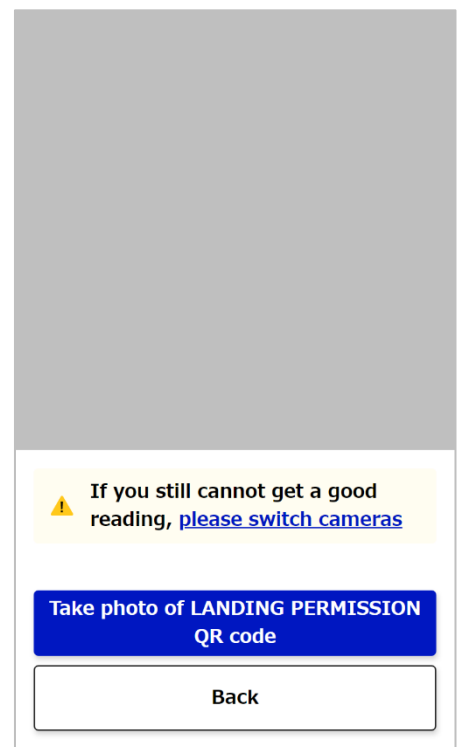 If you still cannot get a good
reading, please switch cameras
Take photo of LANDING PERMISSION
QR code
Back